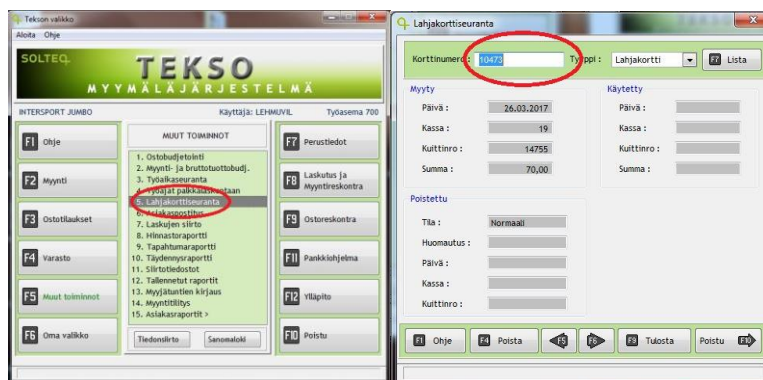 Tekson valikko
Aloita Ohje
SOLTEQ
TEKSO
MYYMÄLÄJÄRJESTELMÄ
INTERSPORT JUMBO Käyttäja: LEHMUVIL Työasema 700
F1 Ohje
F2 Myynti
F3 Ostotilaukset
F4 Varasto
F5 Muut toiminnot
F6 Oma valikko
MUUT TOIMINNOT
1. Ostobudjetointi
2. Myynti- ja bruttotuottobudj.
3. Työaikaseuranta
4. Työajat palkkalaskentaan
5. Lahjakorttiseuranta
6. Asiakaspostitus
7. Laskujen siirto
8. Hinnastoraportti
9. Tapahtumaraportti
10. Täydennysraportti
11. Siirtotiedostot
12. Tallennetut raportit
13. Myyjätuntien kirjaus
14. Myyntitilitys
15. Asiakasraportit >
Tiedonsiirto Sanomaloki
F7 Perustiedot
F8 Laskutus ja
Myyntireskontra
F9 Ostoreskontra
F11 Pankkiohjelma
F12 Ylläpito
F10 Poistu
Lahjakorttiseuranta
Korttinumero : 10473 Tyyppi : Lahjakortti F7 Lista
Myyty
Päivä : 26.03.2017
Kassa : 19
Kuittinro : 14755
Summa : 70,00
Käytetty
Päivä :
Kassa :
Kuittinro :
Summa :
Poistettu
Tila : Normaali
Huomautus :
Päivä :
Kassa :
Kuittinro :
F1 Ohje F4 Poista F5 F6 F9 Tulosta Poistu F10